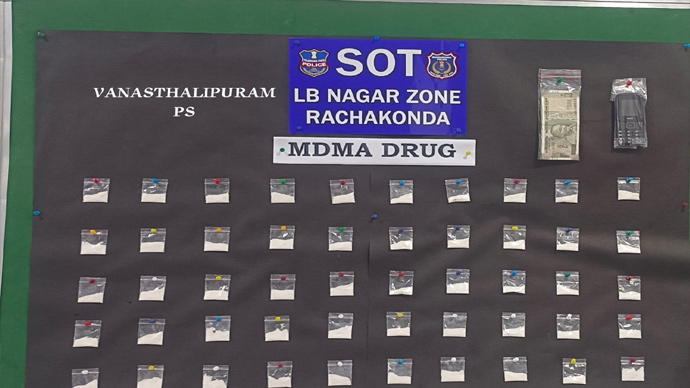 VANASTHALIPURAM
PS
SOT
LB NAGAR ZONE
RACHAKONDA
MDMA DRUG
POLICE